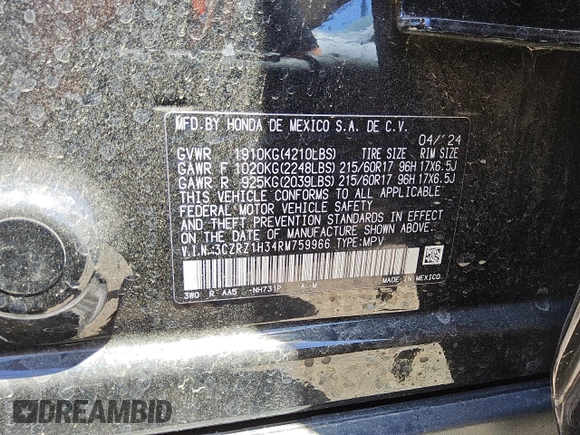 MFD.BY HONDA DE MEXICO S.A. DE C.V.
04/'24
GVWR 1910KG(4210LBS) TIRE SIZE RIM SIZE
GAWR F 1020KG(2248LBS) 215/60R17 96H 17X6.5J
GAWR R 925KG(2039LBS) 215/60R17 96H 17X6.5J
THIS VEHICLE CONFORMS TO ALL APPLICABLE
FEDERAL MOTOR VEHICLE SAFETY
AND THEFT PREVENTION STANDARDS IN EFFECT
ON THE DATE OF MANUFACTURE SHOWN
ABOVE.
V.I.N.:3CZRZ1H34RM759966 TYPE:MPV
3W0 R AA5 -NH731P -A-M MADE IN MEXICO
DREAMBID